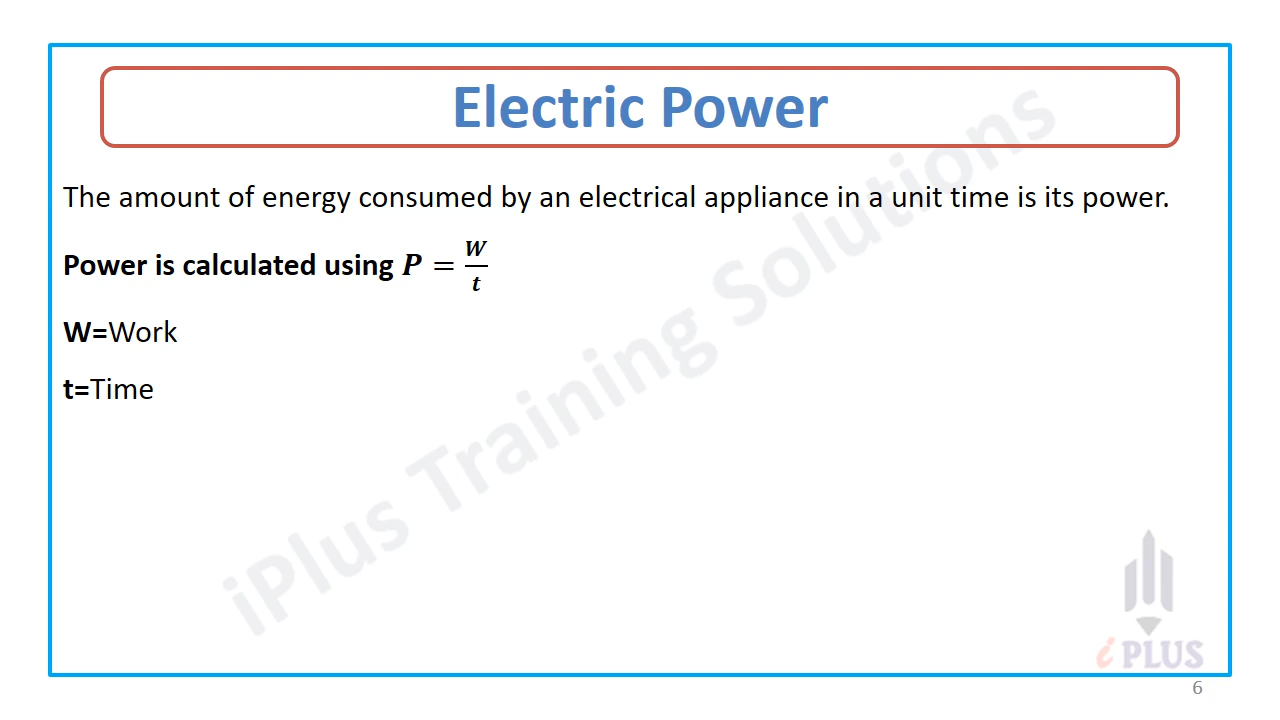 Electric Power
The amount of energy consumed by an electrical appliance in a unit time is its power.
Power is calculated using P = W/t
W=Work
t=Time
iPlus Training Solutions
i PLUS
6